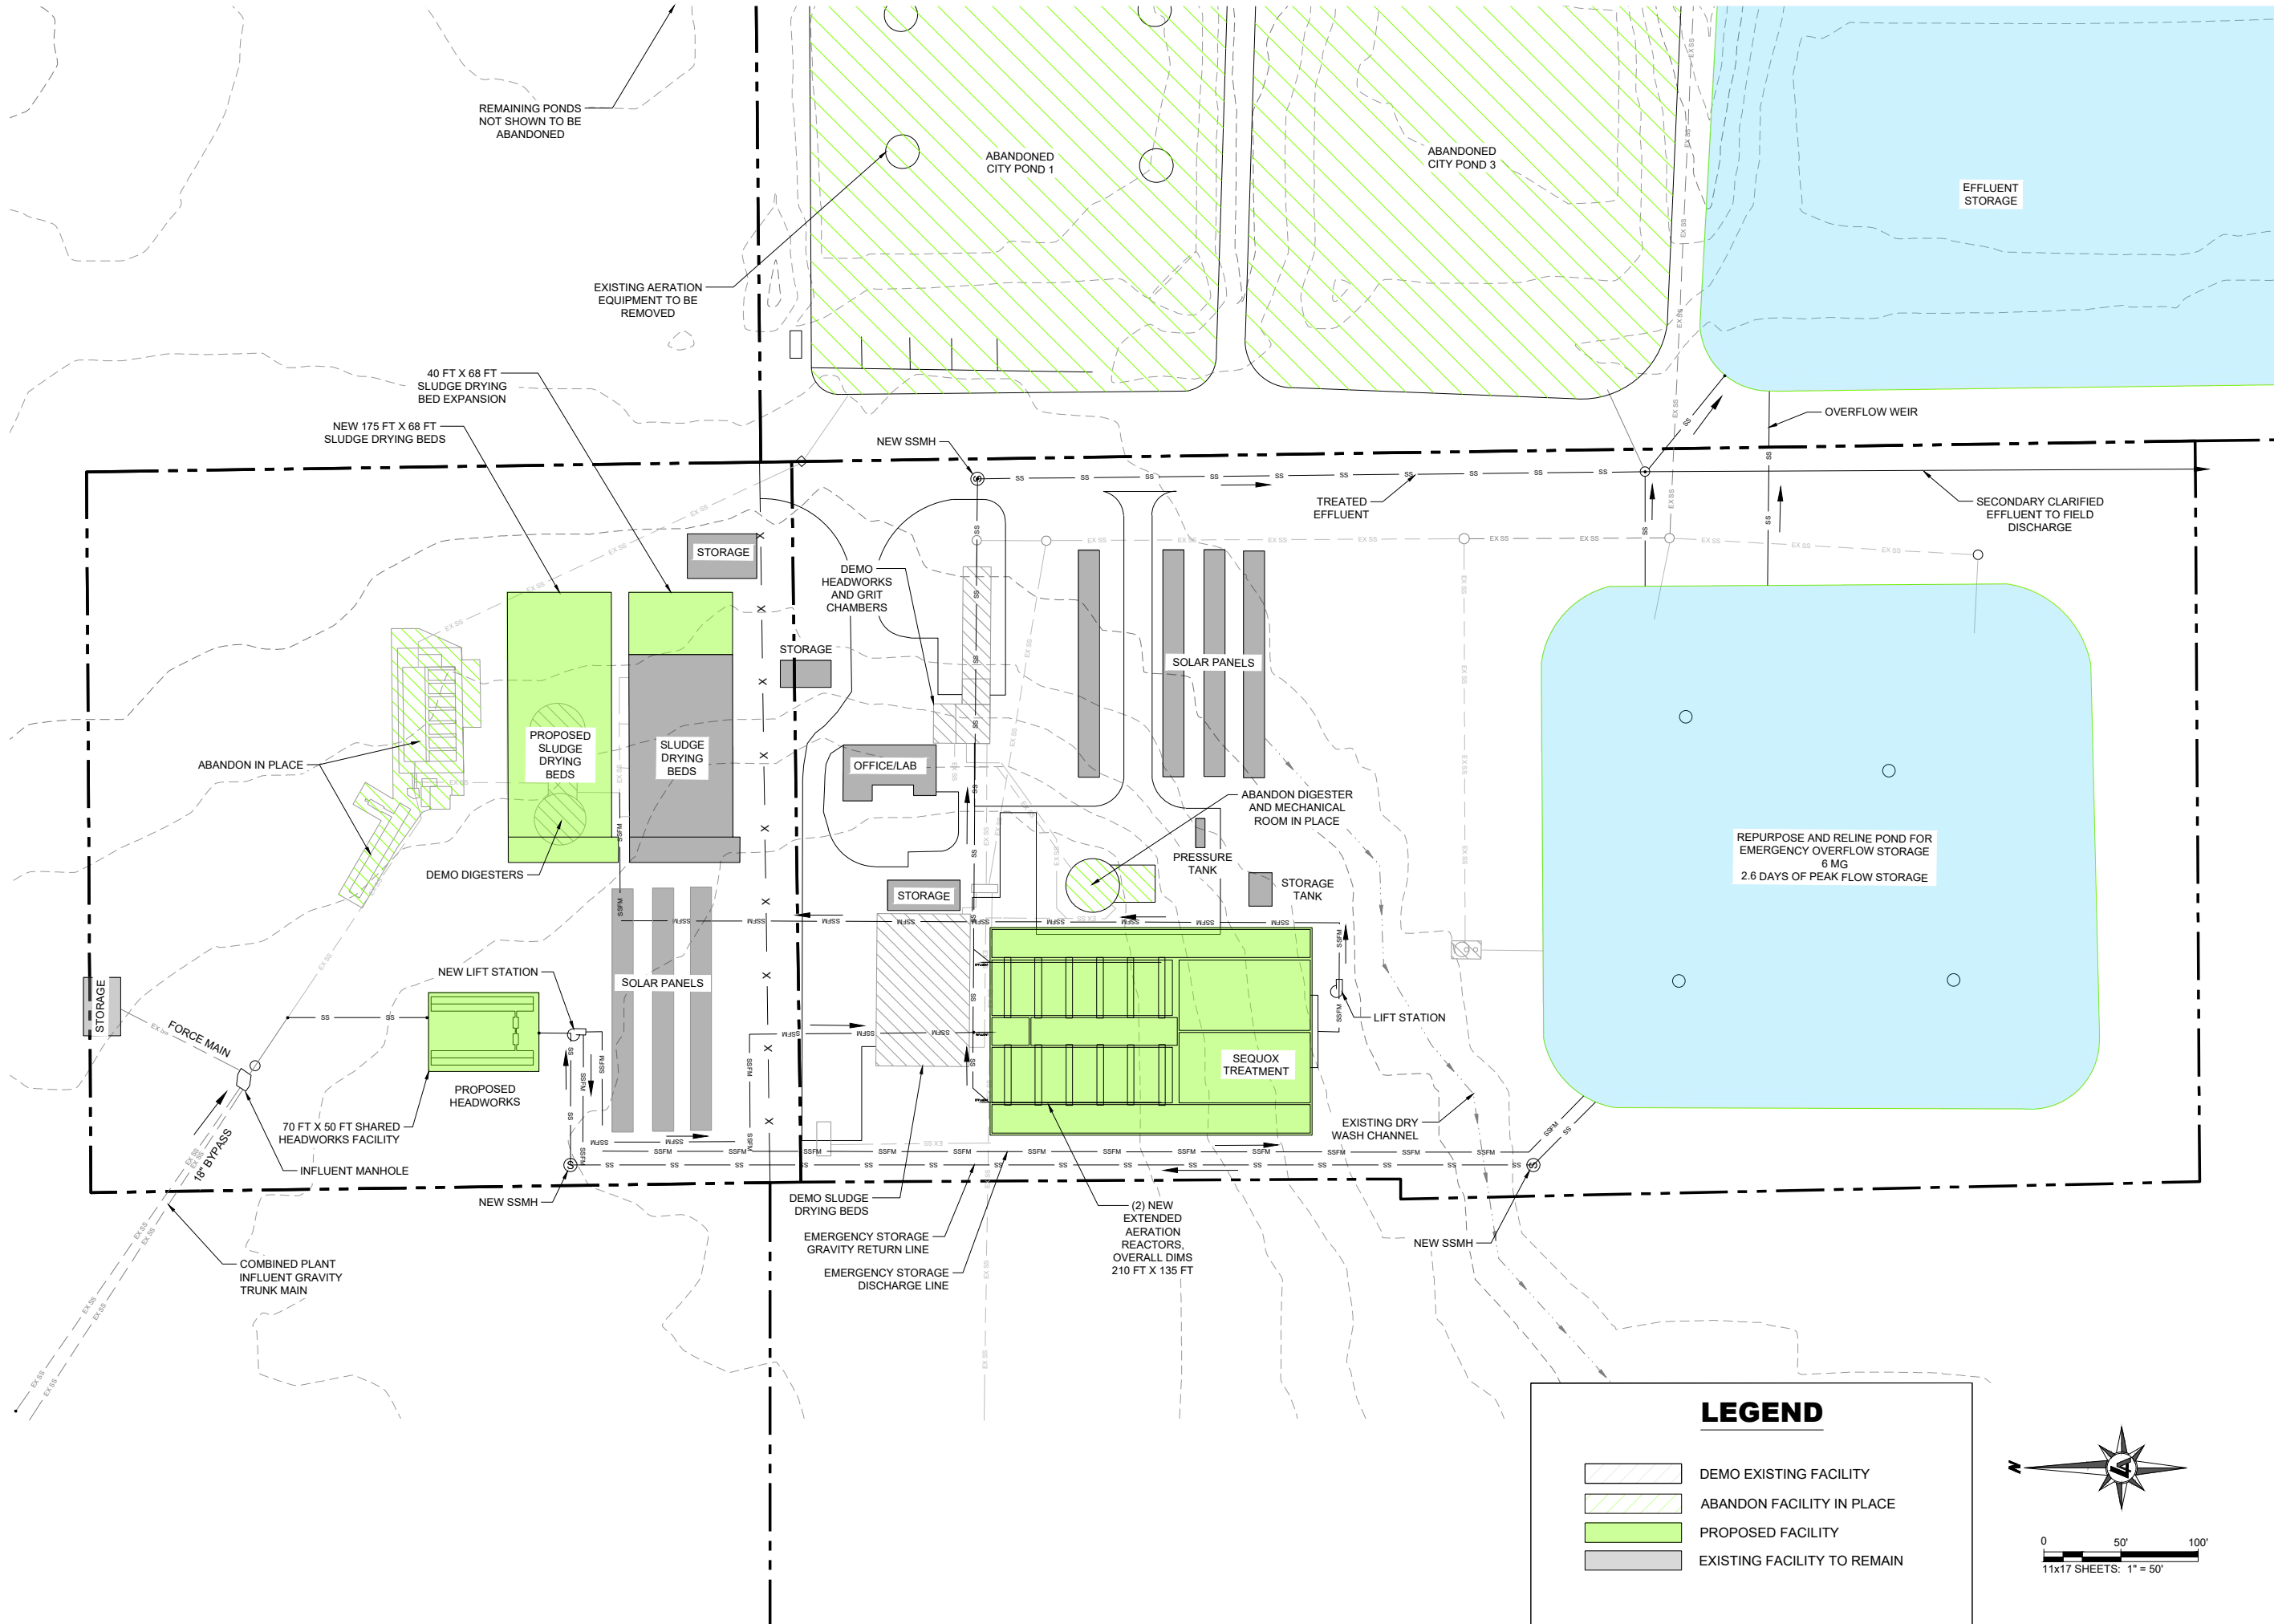 REMAINING PONDS
NOT SHOWN TO BE
ABANDONED
ABANDONED
CITY POND 1
ABANDONED
CITY POND 3
EFFLUENT
STORAGE
EXISTING AERATION
EQUIPMENT TO BE
REMOVED
40 FT X 68 FT
SLUDGE DRYING
BED EXPANSION
NEW 175 FT X 68 FT
SLUDGE DRYING BEDS
NEW SSMH
OVERFLOW WEIR
TREATED
EFFLUENT
SECONDARY CLARIFIED
EFFLUENT TO FIELD
DISCHARGE
STORAGE
DEMO
HEADWORKS
AND GRIT
CHAMBERS
STORAGE
SOLAR PANELS
PROPOSED
SLUDGE
DRYING
BEDS
SLUDGE
DRYING
BEDS
ABANDON IN PLACE
OFFICE/LAB
ABANDON DIGESTER
AND MECHANICAL
ROOM IN PLACE
PRESSURE
TANK
REPURPOSE AND RELINE POND FOR
EMERGENCY OVERFLOW STORAGE
6 MG
2.6 DAYS OF PEAK FLOW STORAGE
DEMO DIGESTERS
STORAGE
STORAGE
TANK
NEW LIFT STATION
SOLAR PANELS
STORAGE
FORCE MAIN
LIFT STATION
SEQUOX
TREATMENT
PROPOSED
HEADWORKS
70 FT X 50 FT SHARED
HEADWORKS FACILITY
EXISTING DRY
WASH CHANNEL
18" BYPASS
INFLUENT MANHOLE
NEW SSMH
DEMO SLUDGE
DRYING BEDS
EMERGENCY STORAGE
GRAVITY RETURN LINE
EMERGENCY STORAGE
DISCHARGE LINE
(2) NEW
EXTENDED
AERATION
REACTORS,
OVERALL DIMS
210 FT X 135 FT
NEW SSMH
COMBINED PLANT
INFLUENT GRAVITY
TRUNK MAIN
LEGEND
DEMO EXISTING FACILITY
ABANDON FACILITY IN PLACE
PROPOSED FACILITY
EXISTING FACILITY TO REMAIN
N
0 50' 100'
11x17 SHEETS: 1" = 50'